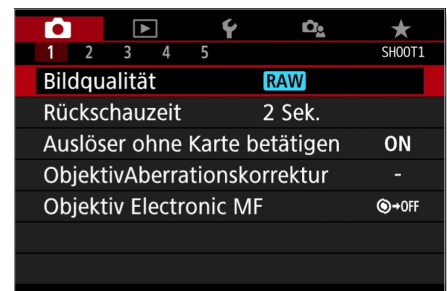 1 2 3 4 5 SHOOT1
Bildqualität RAW
Rückschauzeit 2 Sek.
Auslöser ohne Karte betätigen ON
ObjektivAberrationskorrektur -
Objektiv Electronic MF →OFF